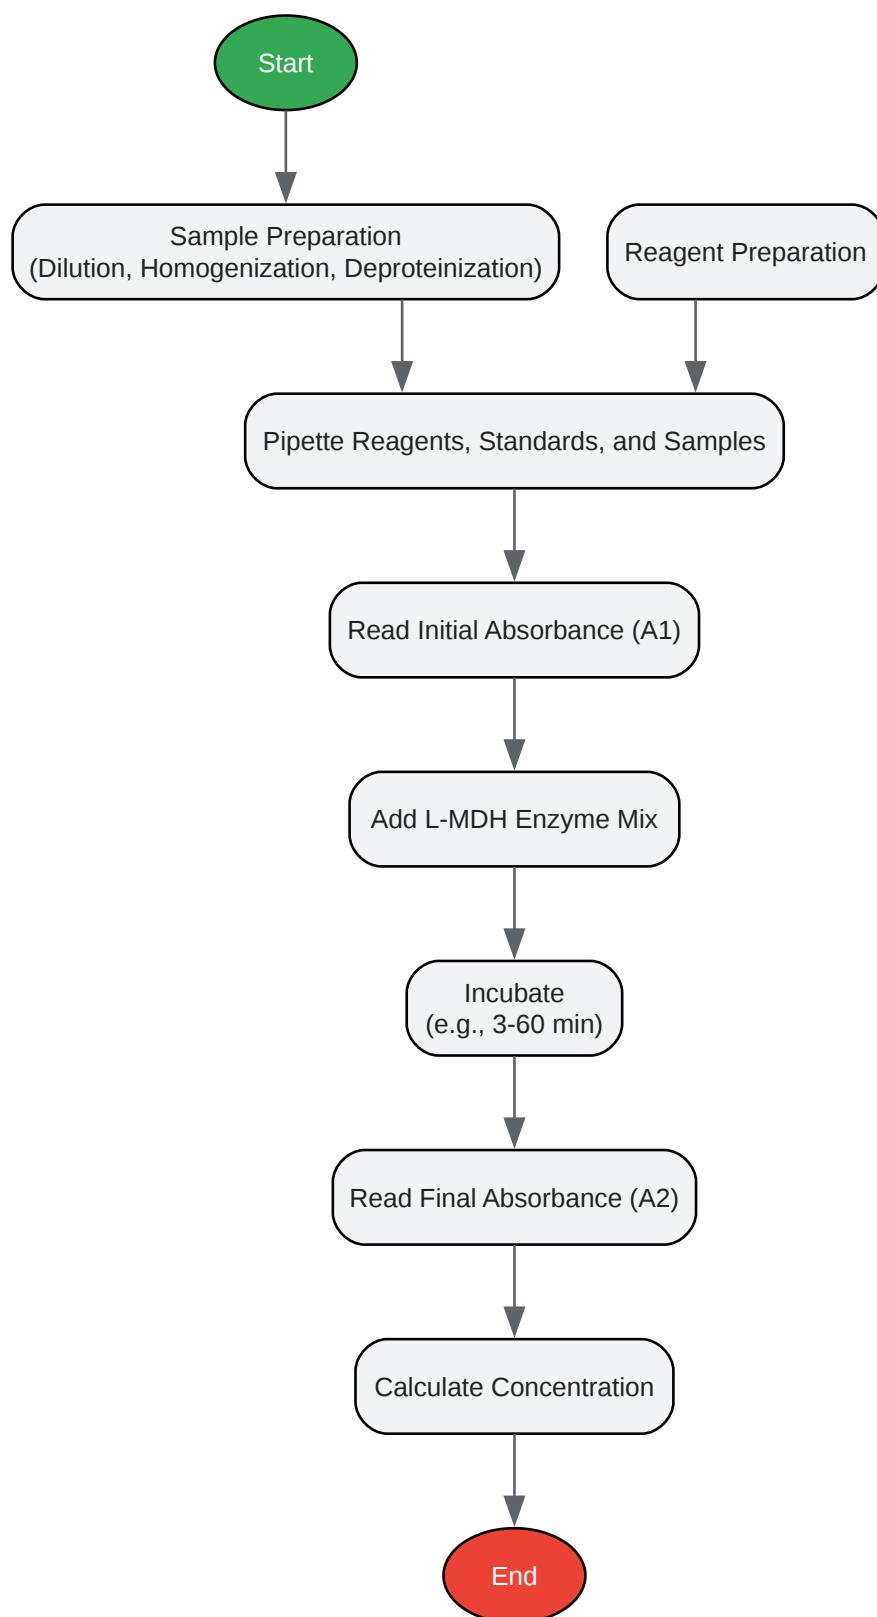 Start
Sample Preparation
(Dilution, Homogenization, Deproteinization)
Reagent Preparation
Pipette Reagents, Standards, and Samples
Read Initial Absorbance (A1)
Add L-MDH Enzyme Mix
Incubate
(e.g., 3-60 min)
Read Final Absorbance (A2)
Calculate Concentration
End